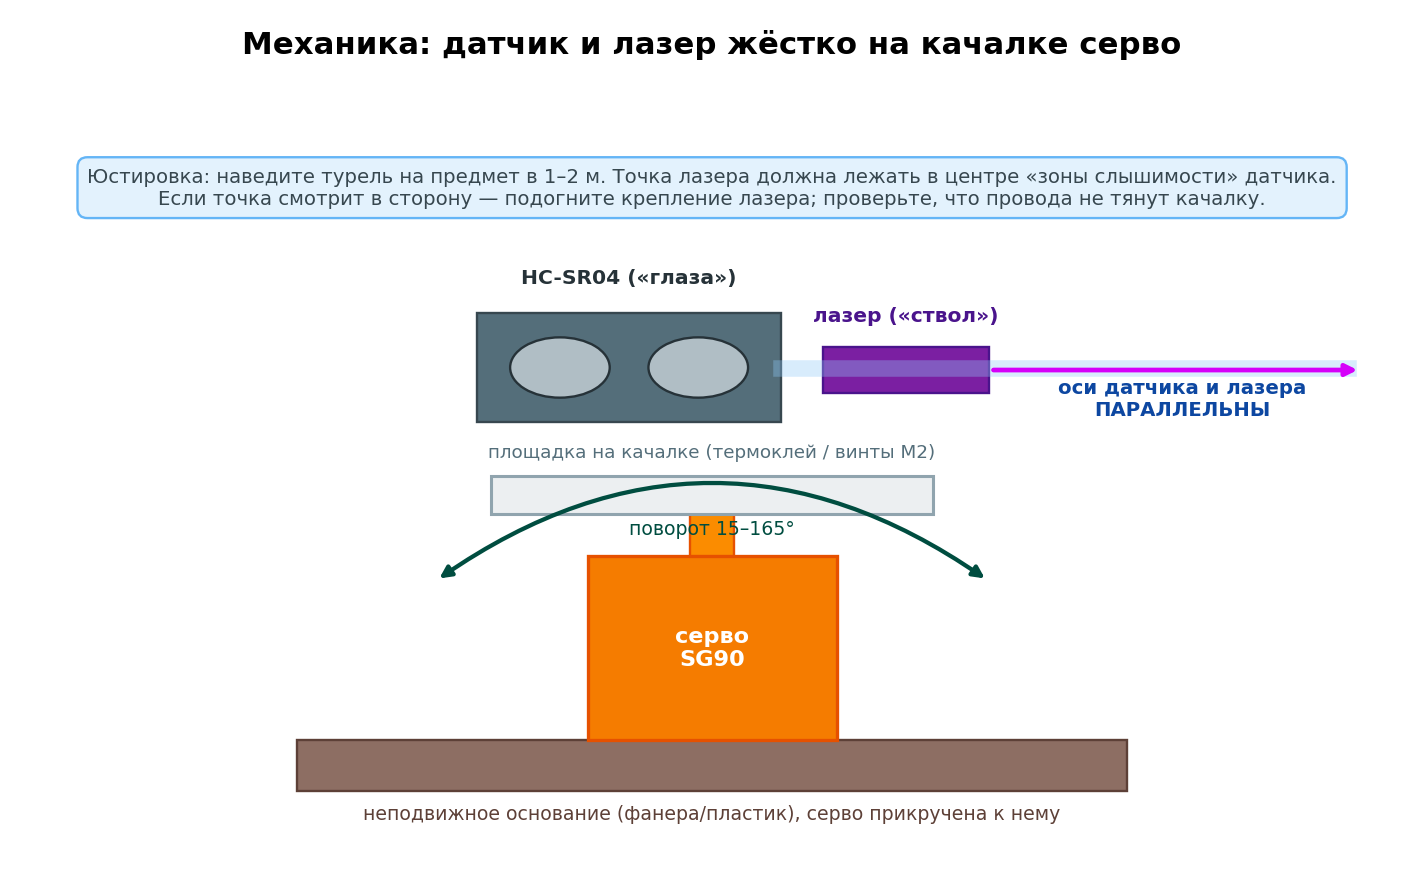 Механика: датчик и лазер жёстко на качалке серво
Юстировка: наведите турель на предмет в 1–2 м. Точка лазера должна лежать в центре «зоны слышимости» датчика.
Если точка смотрит в сторону — подогните крепление лазера; проверьте, что провода не тянут качалку.
HC-SR04 («глаза»)
лазер («ствол»)
оси датчика и лазера
ПАРАЛЛЕЛЬНЫ
площадка на качалке (термоклей / винты М2)
поворот 15–165°
серво
SG90
неподвижное основание (фанера/пластик), серво прикручена к нему